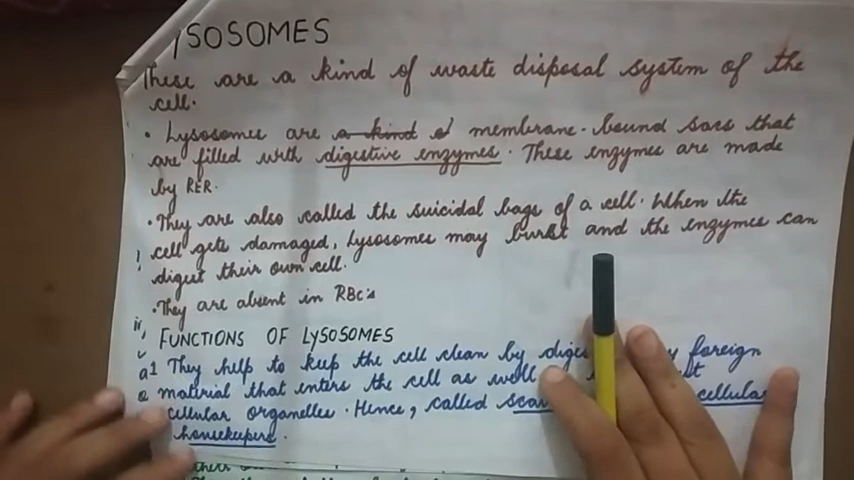 LYSOSOMES
These are a kind of waste disposal system of the
cell.
• Lysosomes are a kind of membrane-bound sacs that
are filled with digestive enzymes. These enzymes are made
by RER.
• They are also called the suicidal bags of a cell. When the
cell gets damaged, Lysosomes may burst and the enzymes can
digest their own cell.
• They are absent in RBC's
FUNCTIONS OF LYSOSOMES
1 They help to keep the cell clean by foreign
material that enters the cell as well
cellular organelles. Hence, called cellular
housekeepers.